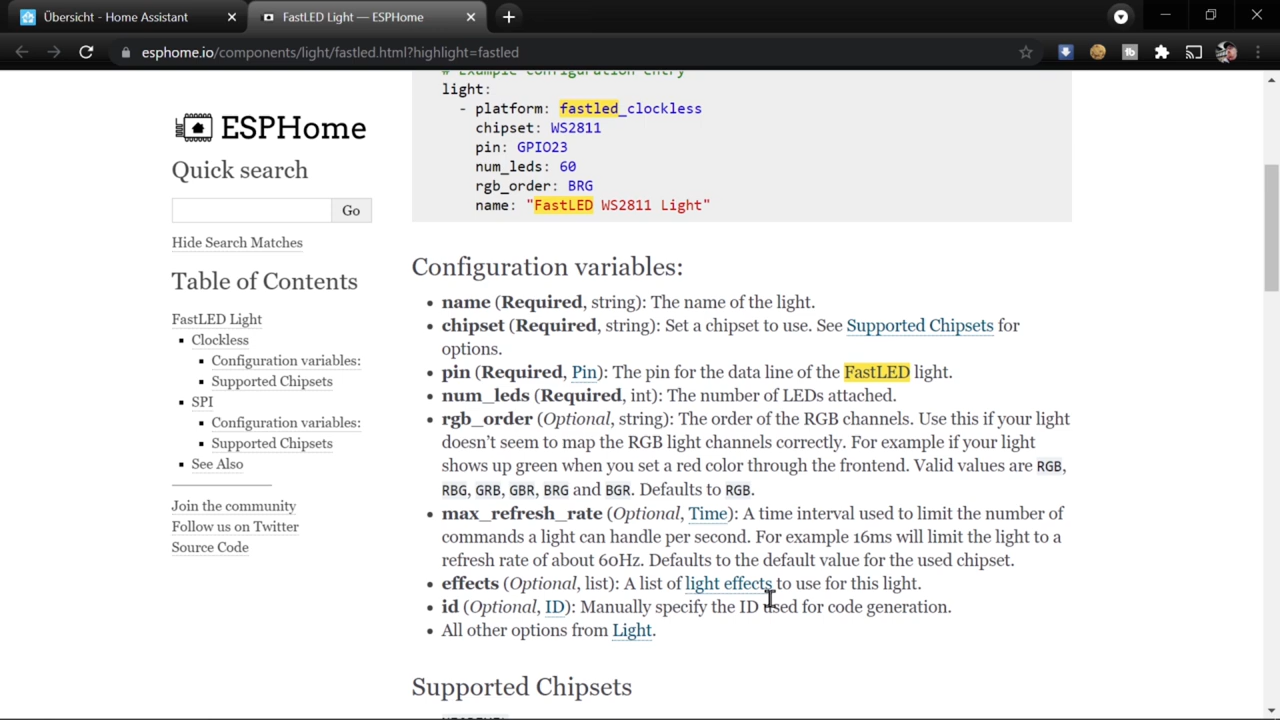 Übersicht - Home Assistant
FastLED Light — ESPHome
esphome.io/components/light/fastled.html?highlight=fastled
# Example configuration entry
light:
- platform: fastled_clockless
chipset: WS2811
pin: GPIO23
num_leds: 60
rgb_order: BRG
name: "FastLED WS2811 Light"
ESPHome
Quick search
Go
Hide Search Matches
Table of Contents
FastLED Light
Clockless
Configuration variables:
Supported Chipsets
SPI
Configuration variables:
Supported Chipsets
See Also
Join the community
Follow us on Twitter
Source Code
Configuration variables:
name (Required, string): The name of the light.
chipset (Required, string): Set a chipset to use. See Supported Chipsets for
options.
pin (Required, Pin): The pin for the data line of the FastLED light.
num_leds (Required, int): The number of LEDs attached.
rgb_order (Optional, string): The order of the RGB channels. Use this if your light
doesn't seem to map the RGB light channels correctly. For example if your light
shows up green when you set a red color through the frontend. Valid values are RGB,
RBG, GRB, GBR, BRG and BGR. Defaults to RGB.
max_refresh_rate (Optional, Time): A time interval used to limit the number of
commands a light can handle per second. For example 16ms will limit the light to a
refresh rate of about 60Hz. Defaults to the default value for the used chipset.
effects (Optional, list): A list of light effects to use for this light.
id (Optional, ID): Manually specify the ID used for code generation.
All other options from Light.
Supported Chipsets